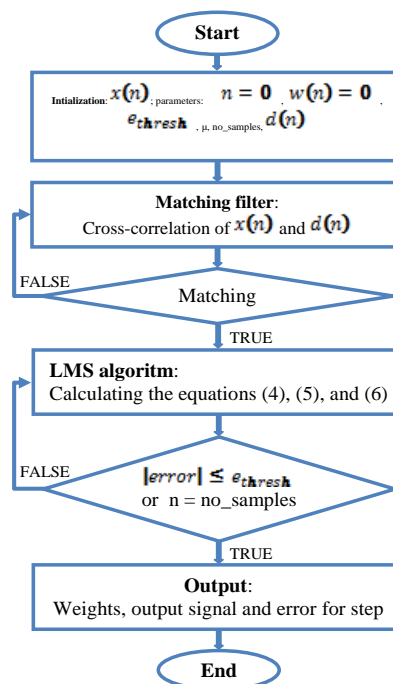 Start
Intialization: x(n) ; parameters: n = 0 , w(n) = 0 ,
e_thresh , μ, no_samples, d(n)
Matching filter:
Cross-correlation of x(n) and d(n)
FALSE
Matching
TRUE
LMS algoritm:
Calculating the equations (4), (5), and (6)
FALSE
|error| ≤ e_thresh
or n = no_samples
TRUE
Output:
Weights, output signal and error for step
End